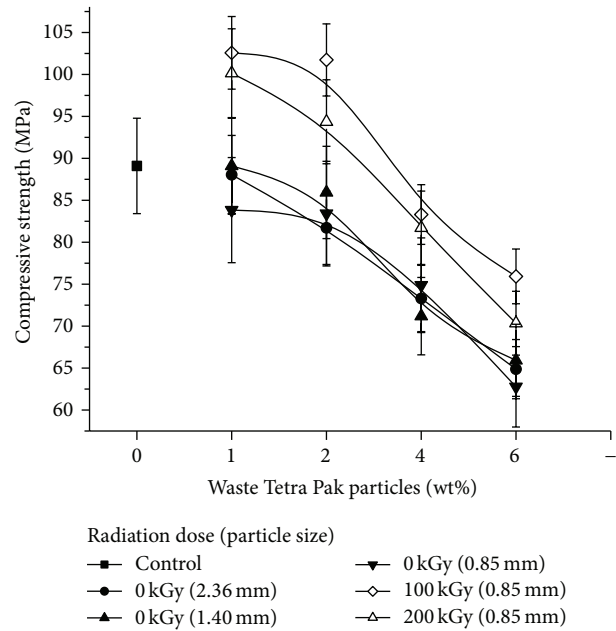 105
100
95
90
85
80
75
70
65
60
Compressive strength (MPa)
0 1 2 4 6 –
Waste Tetra Pak particles (wt%)
Radiation dose (particle size)
Control
0 kGy (2.36 mm)
0 kGy (1.40 mm)
0 kGy (0.85 mm)
100 kGy (0.85 mm)
200 kGy (0.85 mm)